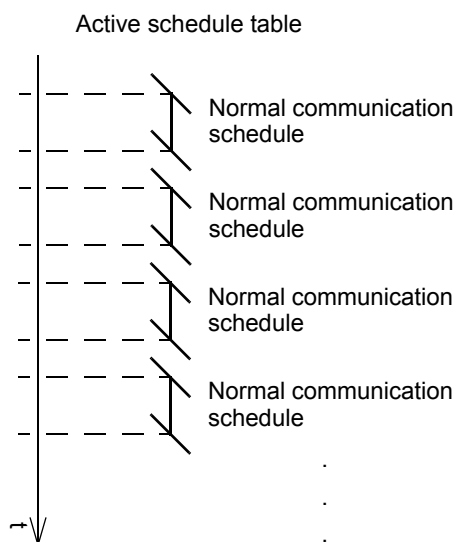 Active schedule table
Normal communication
schedule
Normal communication
schedule
Normal communication
schedule
Normal communication
schedule
.
.
.
t